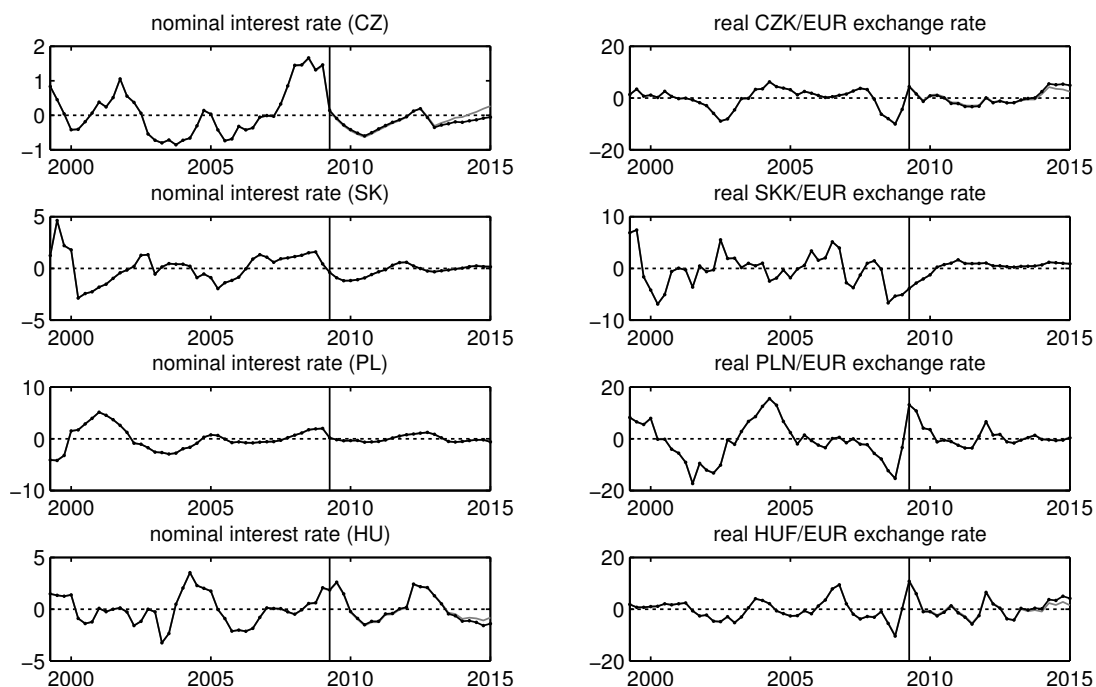 nominal interest rate (CZ)
2
1
0
−1
2000 2005 2010 2015
real CZK/EUR exchange rate
20
0
−20
2000 2005 2010 2015
nominal interest rate (SK)
5
0
−5
2000 2005 2010 2015
real SKK/EUR exchange rate
10
0
−10
2000 2005 2010 2015
nominal interest rate (PL)
10
0
−10
2000 2005 2010 2015
real PLN/EUR exchange rate
20
0
−20
2000 2005 2010 2015
nominal interest rate (HU)
5
0
−5
2000 2005 2010 2015
real HUF/EUR exchange rate
20
0
−20
2000 2005 2010 2015